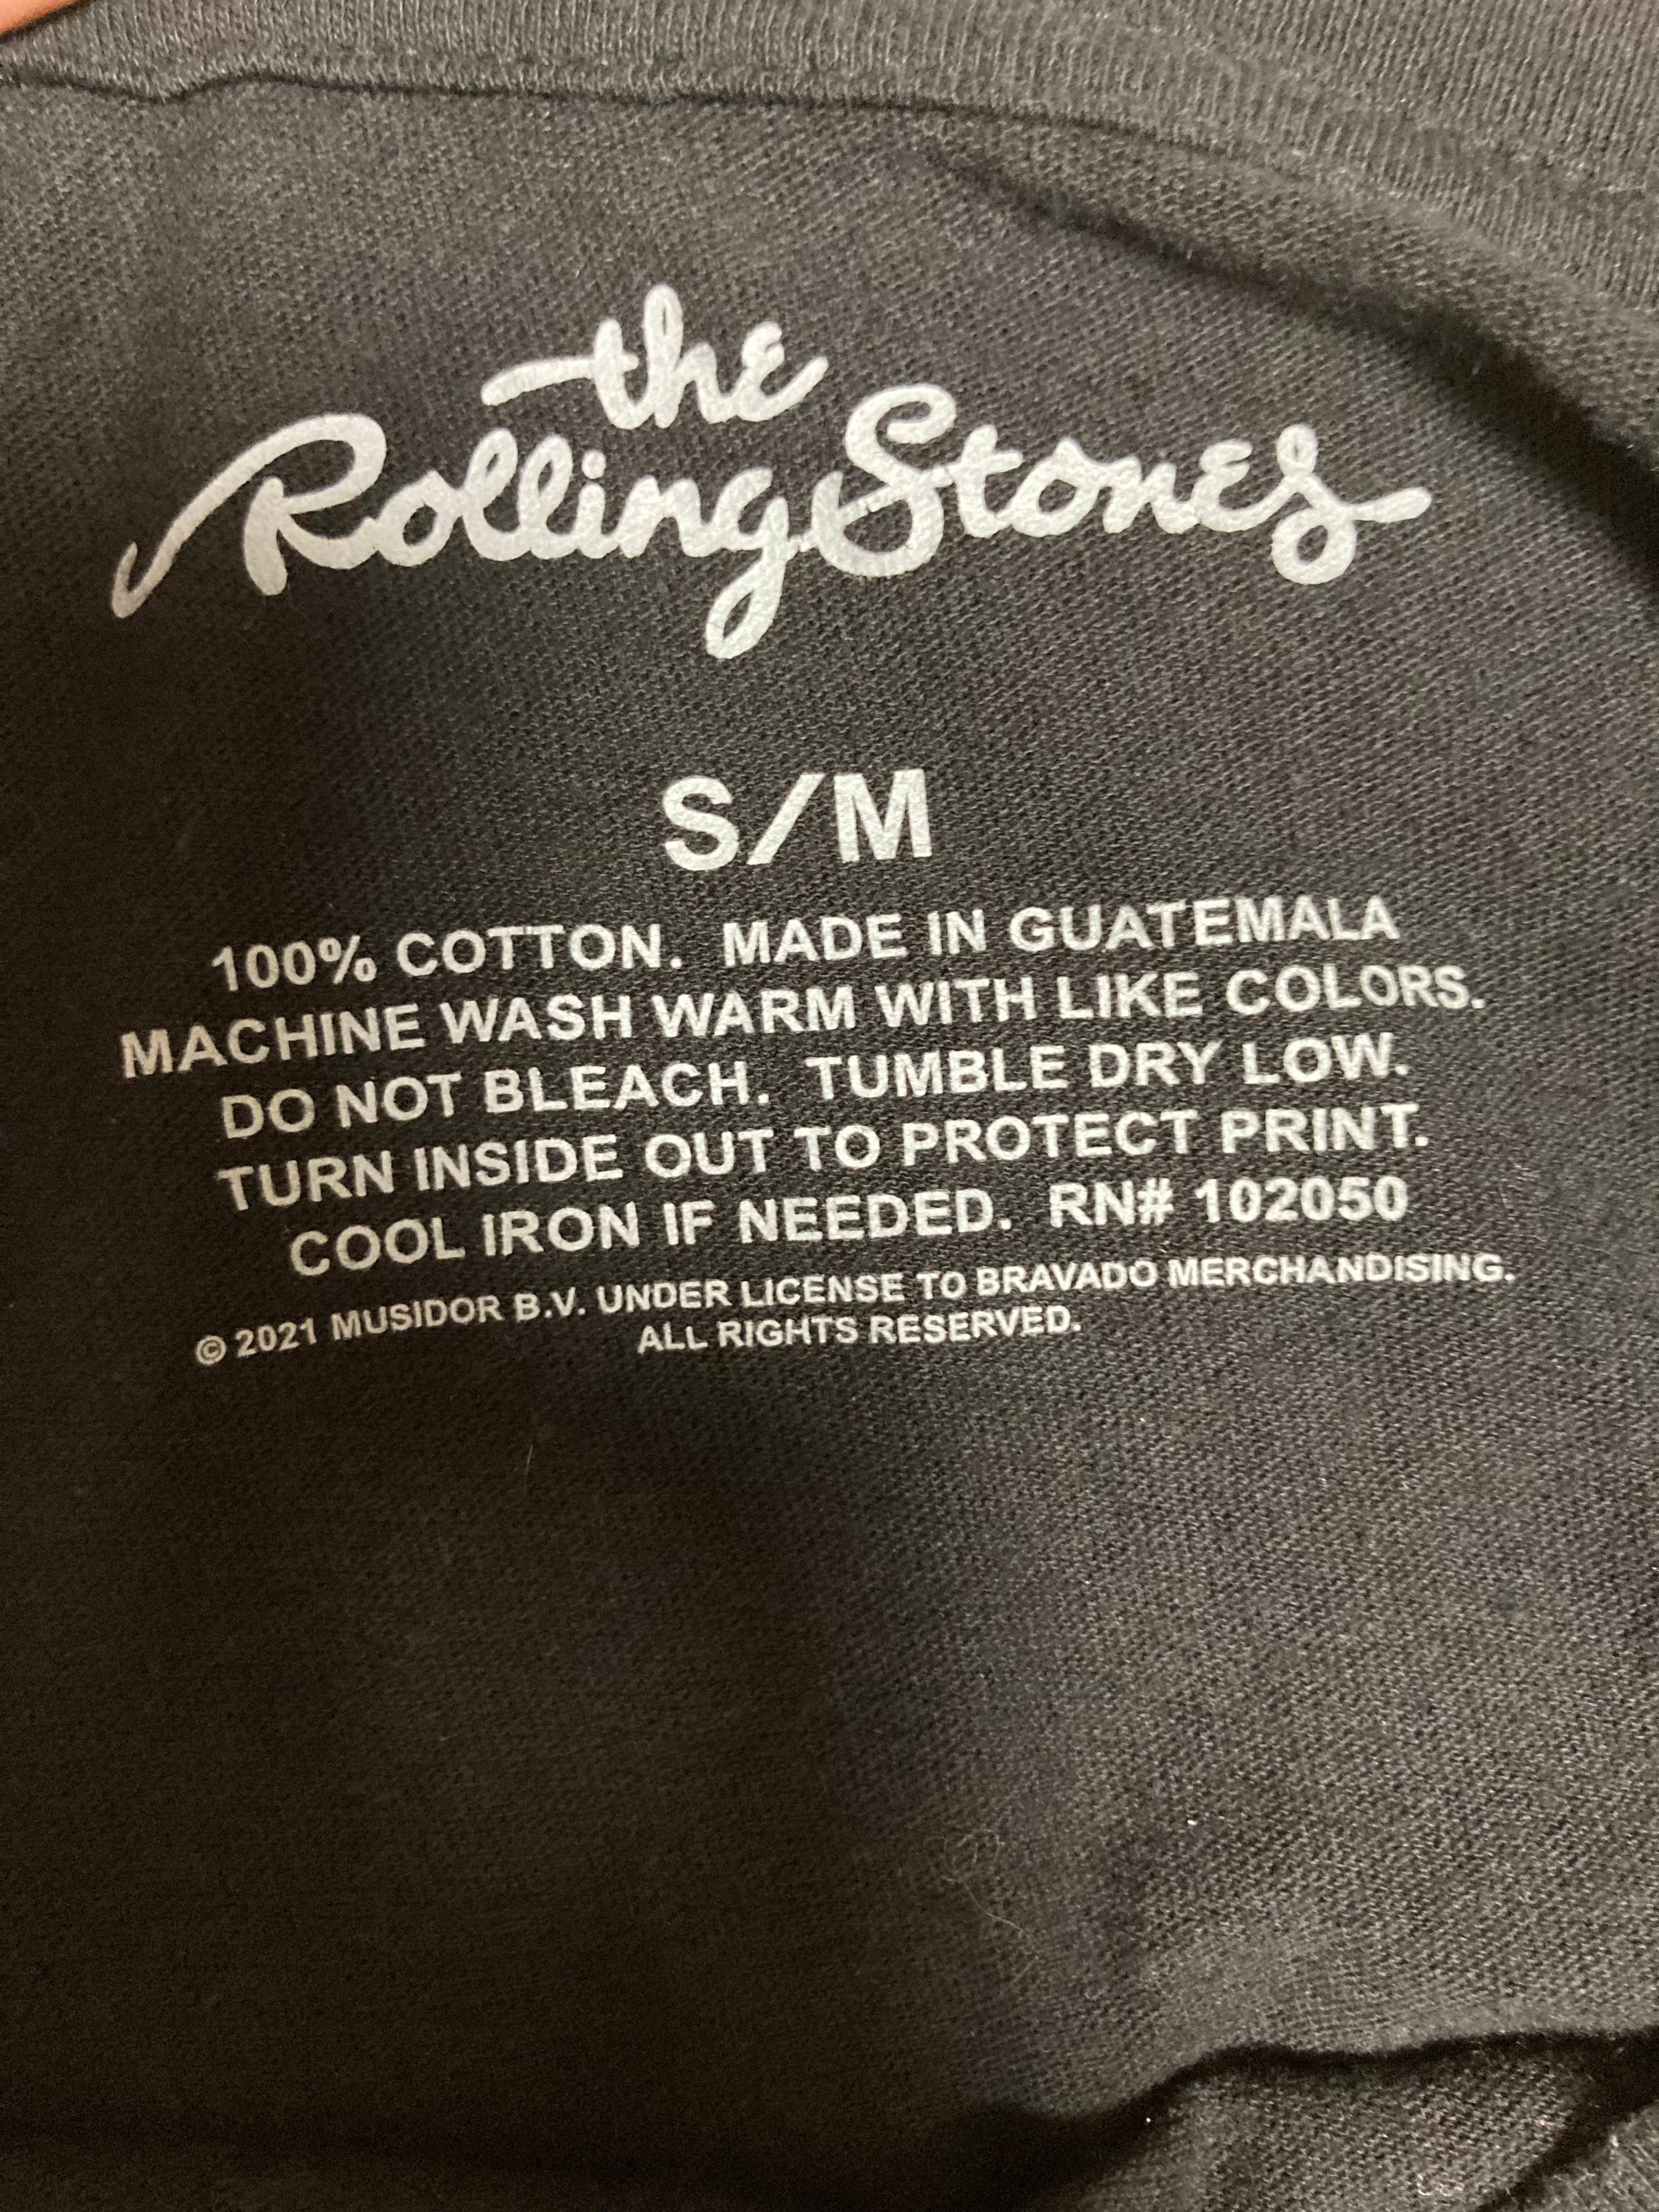 the
Rolling Stones
S/M
100% COTTON. MADE IN GUATEMALA
MACHINE WASH WARM WITH LIKE COLORS.
DO NOT BLEACH. TUMBLE DRY LOW.
TURN INSIDE OUT TO PROTECT PRINT.
COOL IRON IF NEEDED. RN# 102050
© 2021 MUSIDOR B.V. UNDER LICENSE TO BRAVADO MERCHANDISING.
ALL RIGHTS RESERVED.